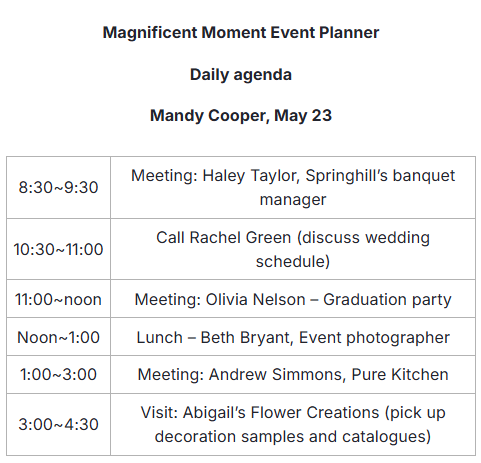 Magnificent Moment Event Planner
Daily agenda
Mandy Cooper, May 23
8:30~9:30
Meeting: Haley Taylor, Springhill’s banquet
manager
10:30~11:00
Call Rachel Green (discuss wedding
schedule)
11:00~noon
Meeting: Olivia Nelson – Graduation party
Noon~1:00
Lunch – Beth Bryant, Event photographer
1:00~3:00
Meeting: Andrew Simmons, Pure Kitchen
3:00~4:30
Visit: Abigail’s Flower Creations (pick up
decoration samples and catalogues)